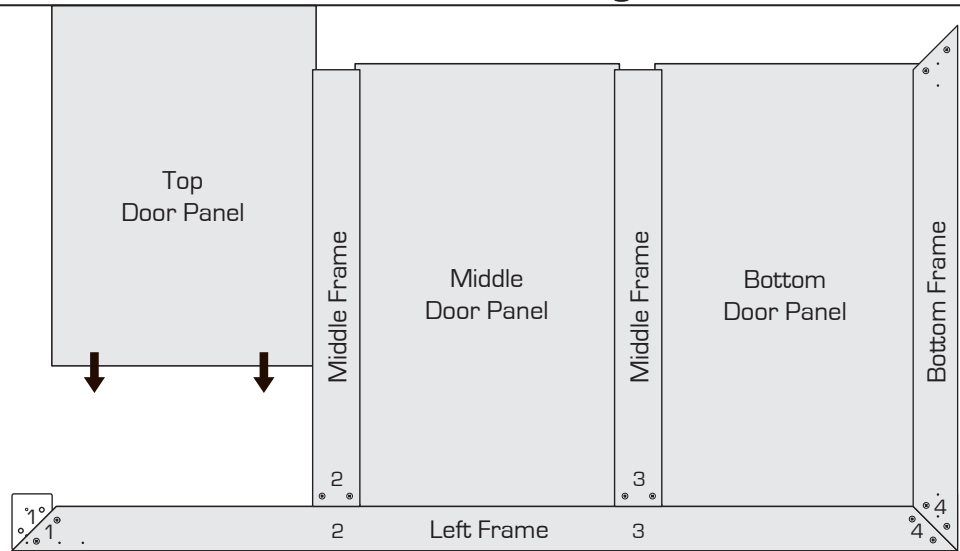 Top
Door Panel
Middle Frame
Middle
Door Panel
Middle Frame
Bottom
Door Panel
Bottom Frame
2
3
4
1
1
2
Left Frame
3
4